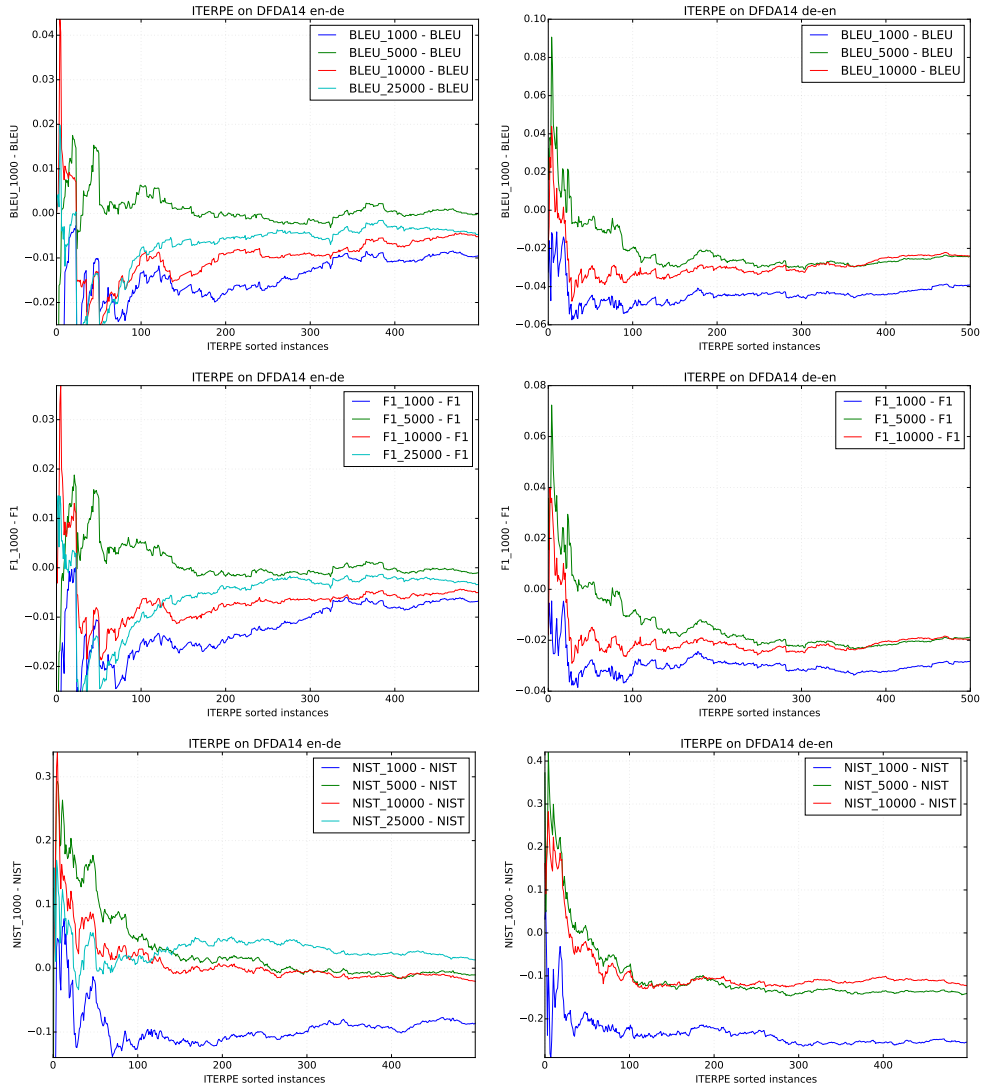 ITERPE on DFDA14 en-de
BLEU_1000 - BLEU
BLEU_5000 - BLEU
BLEU_10000 - BLEU
BLEU_25000 - BLEU
0.04
0.03
0.02
0.01
0.00
−0.01
−0.02
BLEU_1000 - BLEU
0 100 200 300 400
ITERPE sorted instances
ITERPE on DFDA14 de-en
BLEU_1000 - BLEU
BLEU_5000 - BLEU
BLEU_10000 - BLEU
0.10
0.08
0.06
0.04
0.02
0.00
−0.02
−0.04
−0.06
BLEU_1000 - BLEU
0 100 200 300 400 500
ITERPE sorted instances
ITERPE on DFDA14 en-de
F1_1000 - F1
F1_5000 - F1
F1_10000 - F1
F1_25000 - F1
0.03
0.02
0.01
0.00
−0.01
−0.02
F1_1000 - F1
0 100 200 300 400
ITERPE sorted instances
ITERPE on DFDA14 de-en
F1_1000 - F1
F1_5000 - F1
F1_10000 - F1
0.08
0.06
0.04
0.02
0.00
−0.02
−0.04
F1_1000 - F1
0 100 200 300 400 500
ITERPE sorted instances
ITERPE on DFDA14 en-de
NIST_1000 - NIST
NIST_5000 - NIST
NIST_10000 - NIST
NIST_25000 - NIST
0.3
0.2
0.1
0.0
−0.1
NIST_1000 - NIST
0 100 200 300 400
ITERPE sorted instances
ITERPE on DFDA14 de-en
NIST_1000 - NIST
NIST_5000 - NIST
NIST_10000 - NIST
0.4
0.3
0.2
0.1
0.0
−0.1
−0.2
NIST_1000 - NIST
0 100 200 300 400
ITERPE sorted instances